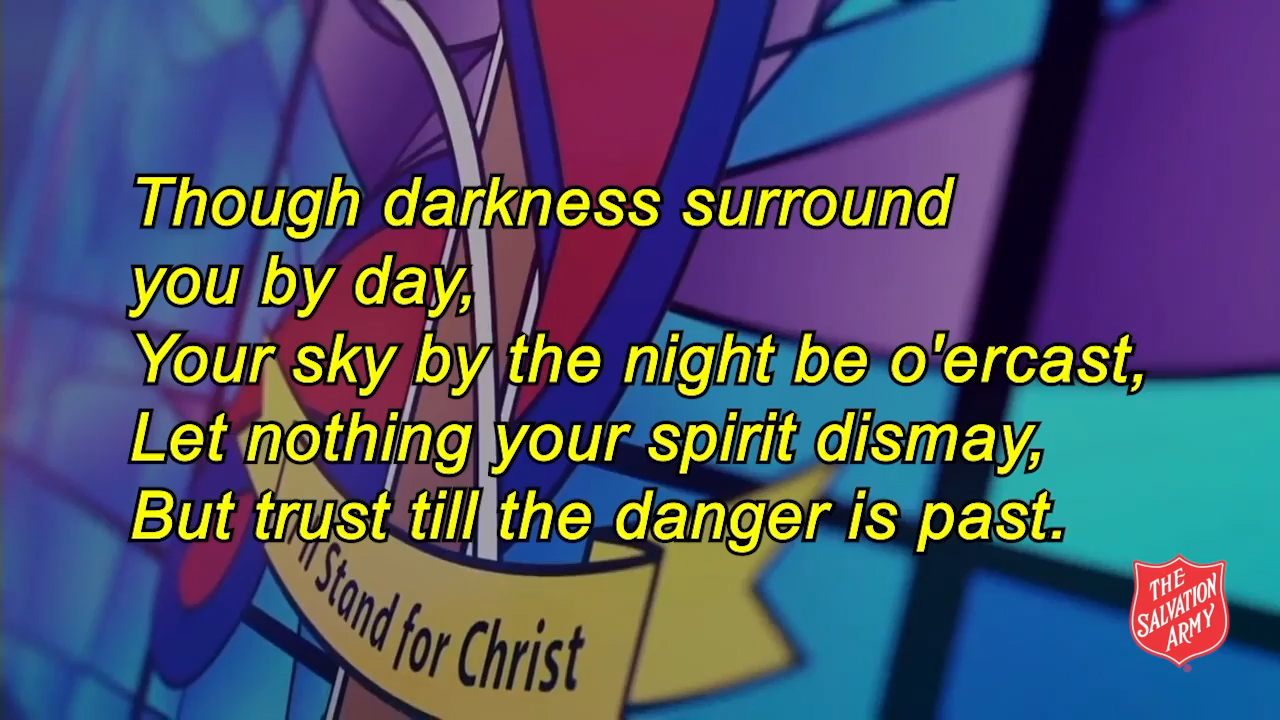 Though darkness surround
you by day,
Your sky by the night be o'ercast,
Let nothing your spirit dismay,
But trust till the danger is past.
Stand for Christ
THE
SALVATION
ARMY